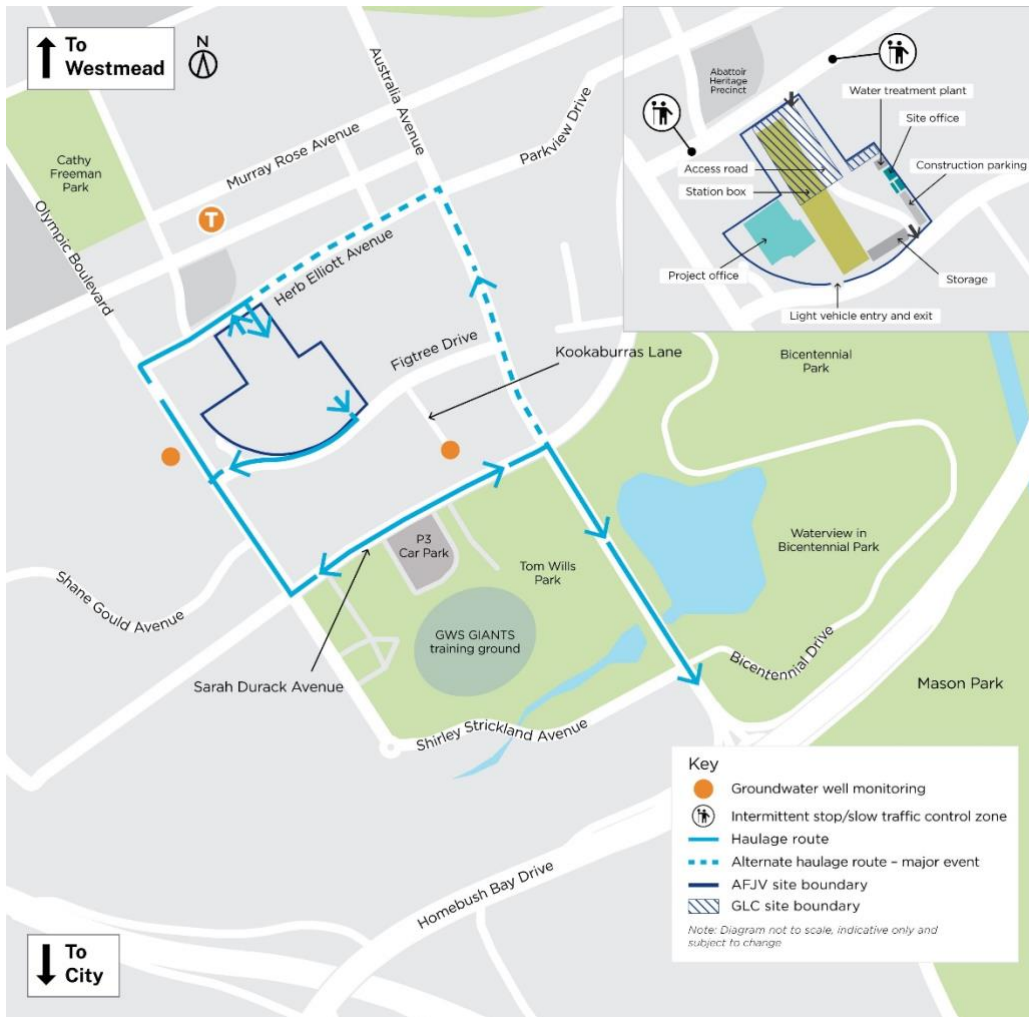 To
Westmead
N
Cathy
Freeman
Park
Murray Rose Avenue
Australia Avenue
Parkview Drive
T
Olympic Boulevard
Herb Elliott Avenue
Figtree Drive
Kookaburras Lane
Abattoir
Heritage
Precinct
Water treatment plant
Site office
Construction parking
Access road
Station box
Project office
Storage
Light vehicle entry and exit
Bicentennial
Park
Waterview in
Bicentennial Park
P3
Car Park
Tom Wills
Park
GWS GIANTS
training ground
Shane Gould Avenue
Sarah Durack Avenue
Shirley Strickland Avenue
Bicentennial Drive
Mason Park
Homebush Bay Drive
To
City
Key
Groundwater well monitoring
Intermittent stop/slow traffic control zone
Haulage route
Alternate haulage route – major event
AFJV site boundary
GLC site boundary
Note: Diagram not to scale, indicative only and
subject to change